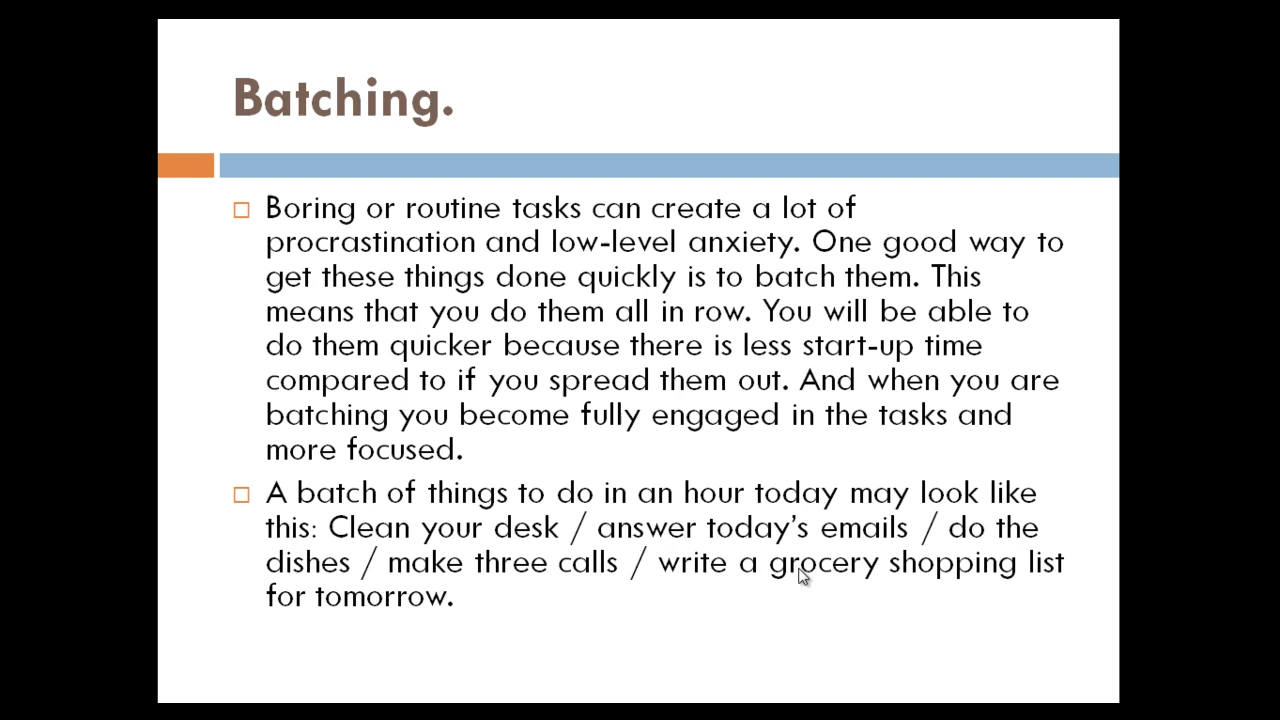 Batching.
Boring or routine tasks can create a lot of
procrastination and low-level anxiety. One good way to
get these things done quickly is to batch them. This
means that you do them all in row. You will be able to
do them quicker because there is less start-up time
compared to if you spread them out. And when you are
batching you become fully engaged in the tasks and
more focused.
A batch of things to do in an hour today may look like
this: Clean your desk / answer today’s emails / do the
dishes / make three calls / write a grocery shopping list
for tomorrow.